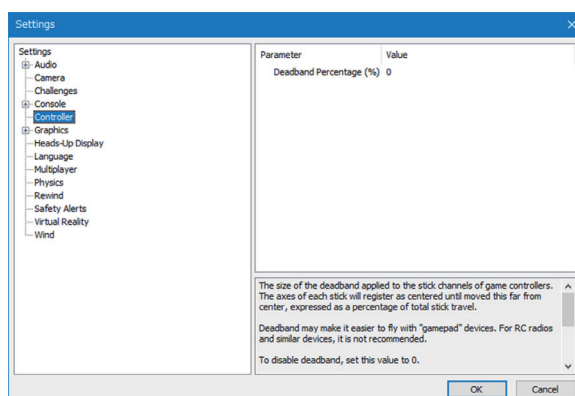 Settings
Settings
Audio
Camera
Challenges
Console
Controller
Graphics
Heads-Up Display
Language
Multiplayer
Physics
Rewind
Safety Alerts
Virtual Reality
Wind
Parameter Value
Deadband Percentage (%) 0
The size of the deadband applied to the stick channels of game controllers.
The axes of each stick will register as centered until moved this far from
center, expressed as a percentage of total stick travel.
Deadband may make it easier to fly with "gamepad" devices. For RC radios
and similar devices, it is not recommended.
To disable deadband, set this value to 0.
OK Cancel